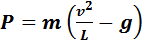 P = m (v²/L − g)